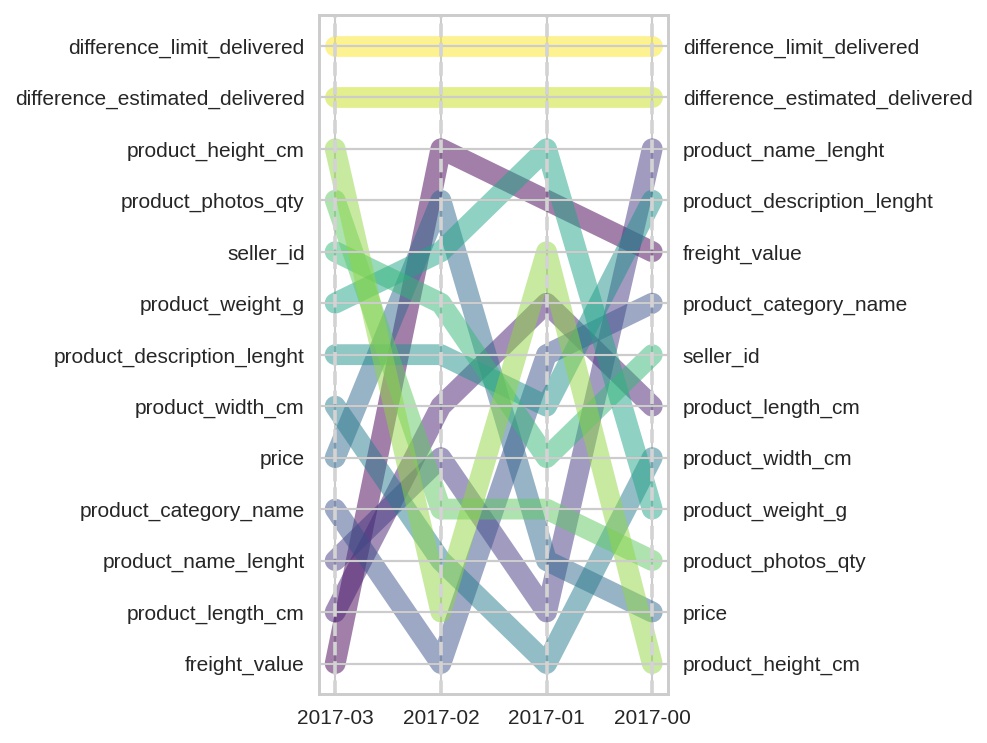 difference_limit_delivered
difference_estimated_delivered
product_height_cm
product_photos_qty
seller_id
product_weight_g
product_description_lenght
product_width_cm
price
product_category_name
product_name_lenght
product_length_cm
freight_value
difference_limit_delivered
difference_estimated_delivered
product_name_lenght
product_description_lenght
freight_value
product_category_name
seller_id
product_length_cm
product_width_cm
product_weight_g
product_photos_qty
price
product_height_cm
2017-03 2017-02 2017-01 2017-00